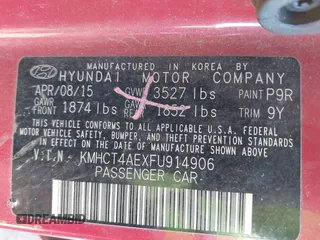 MANUFACTURED IN KOREA
HYUNDAI MOTOR COMPANY
APR/08/15 GVWR 3527 lbs PAINT P9R
GAWR FRONT 1874 lbs GAWR REAR 1852 lbs TRIM 9Y
THIS VEHICLE CONFORMS TO ALL APPLICABLE FEDERAL MOTOR VEHICLE SAFETY, BUMPER, AND THEFT PREVENTION STANDARDS IN EFFECT ON THE DATE OF MANUFACTURE SHOWN ABOVE.
V.I.N. KMHCT4AEXFU914906
PASSENGER CAR
DREAMBID